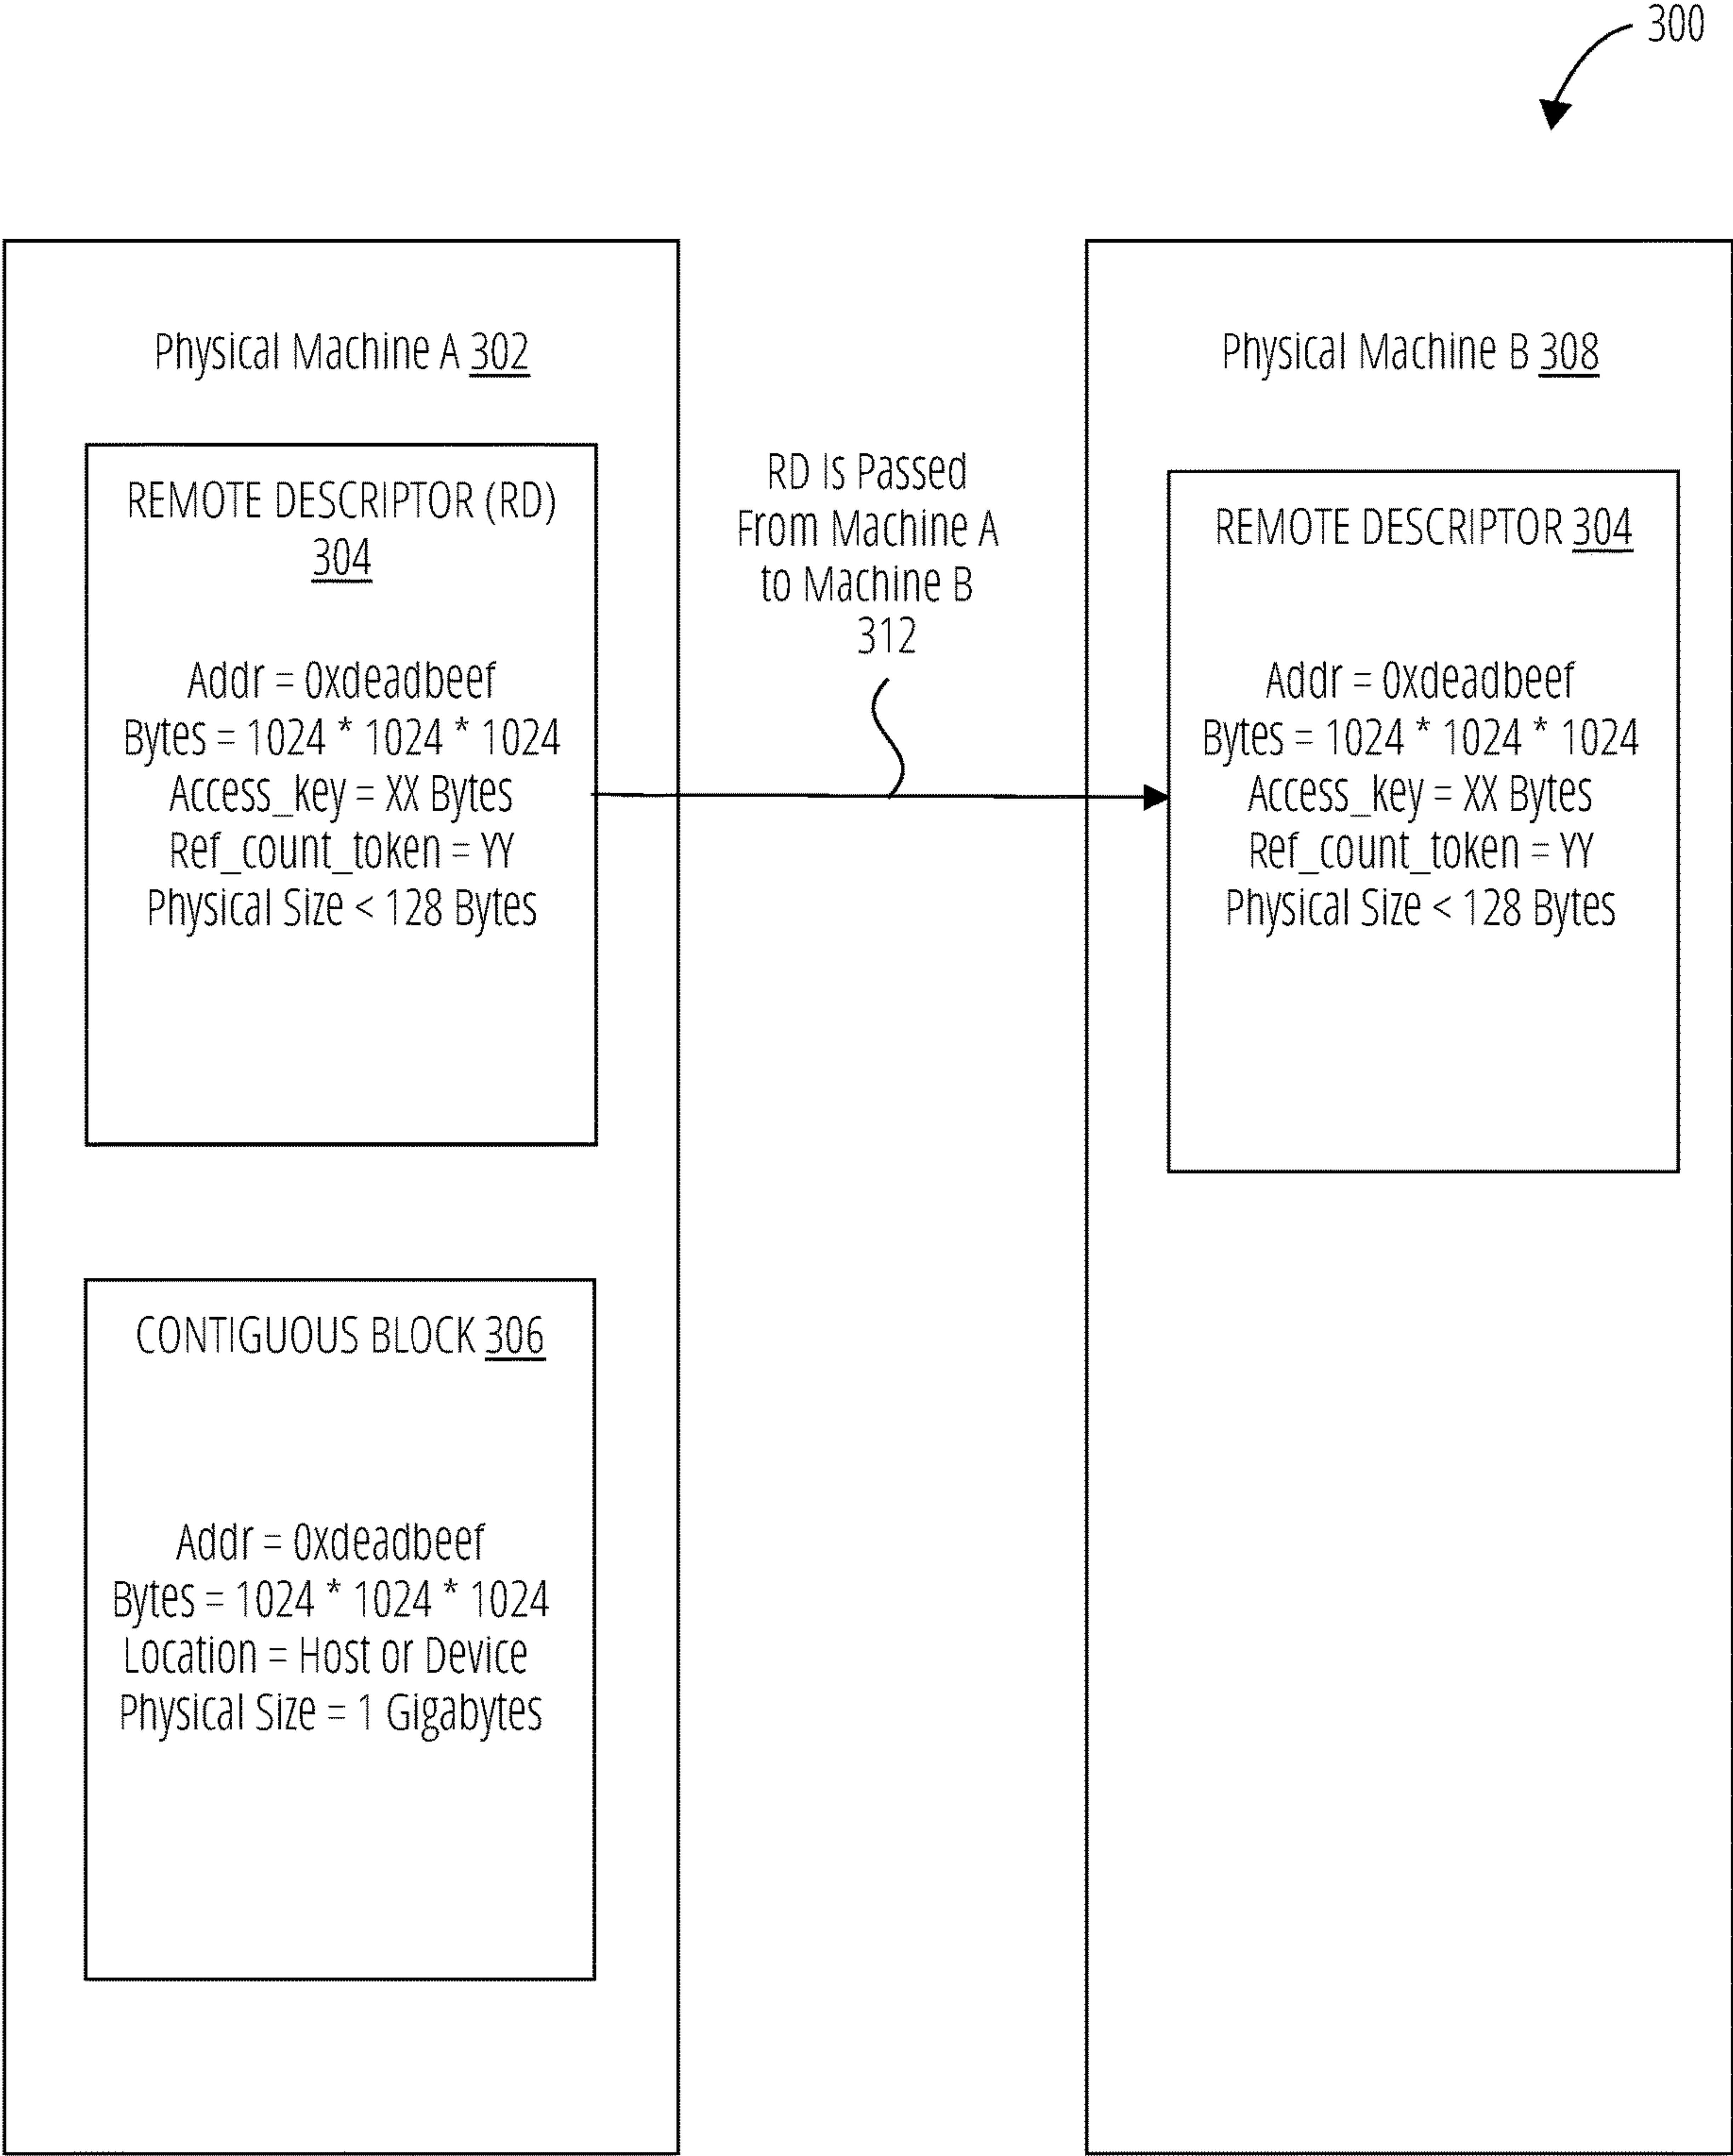 300
Physical Machine A 302
REMOTE DESCRIPTOR (RD)
304
Addr = 0xdeadbeef
Bytes = 1024 * 1024 * 1024
Access_key = XX Bytes
Ref_count_token = YY
Physical Size < 128 Bytes
CONTIGUOUS BLOCK 306
Addr = 0xdeadbeef
Bytes = 1024 * 1024 * 1024
Location = Host or Device
Physical Size = 1 Gigabytes
RD Is Passed
From Machine A
to Machine B
312
Physical Machine B 308
REMOTE DESCRIPTOR 304
Addr = 0xdeadbeef
Bytes = 1024 * 1024 * 1024
Access_key = XX Bytes
Ref_count_token = YY
Physical Size < 128 Bytes